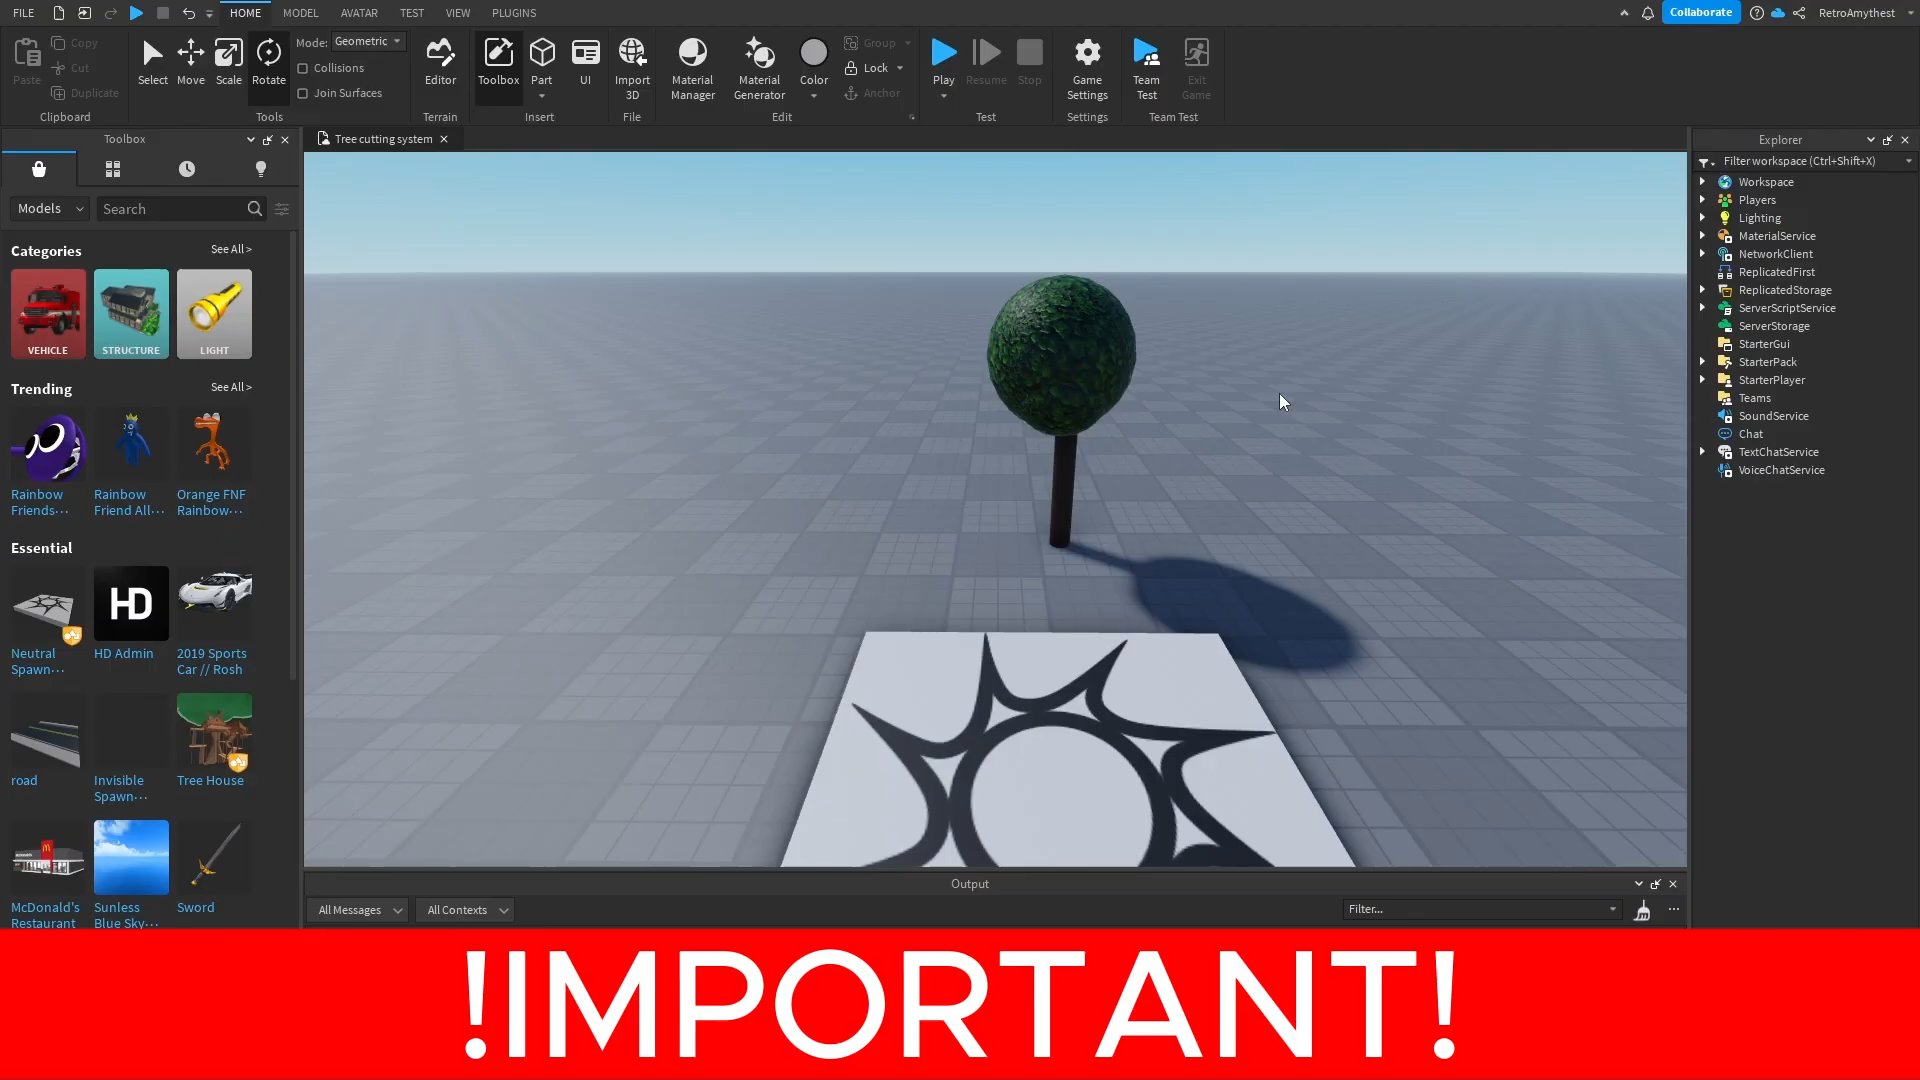 FILE HOME MODEL AVATAR TEST VIEW PLUGINS Collaborate RetroAmythest
Paste Copy Cut Duplicate Clipboard
Select Move Scale Rotate Mode: Geometric Collisions Join Surfaces Tools
Editor Terrain
Toolbox Part UI Insert
Import 3D File
Material Manager Material Generator Color Group Lock Anchor Edit
Play Resume Stop Test
Game Settings Settings
Team Test Exit Game Team Test
Toolbox
Models Search
Categories See All >
VEHICLE STRUCTURE LIGHT
Trending See All >
Rainbow Friends... Rainbow Friend All... Orange FNF Rainbow...
Essential
HD
Neutral Spawn... HD Admin 2019 Sports Car // Rosh
road Invisible Spawn... Tree House
McDonald's Restaurant Sunless Blue Sky... Sword
Tree cutting system
Output
All Messages All Contexts Filter...
Explorer
Filter workspace (Ctrl+Shift+X)
Workspace
Players
Lighting
MaterialService
NetworkClient
ReplicatedFirst
ReplicatedStorage
ServerScriptService
ServerStorage
StarterGui
StarterPack
StarterPlayer
Teams
SoundService
Chat
TextChatService
VoiceChatService
!IMPORTANT!